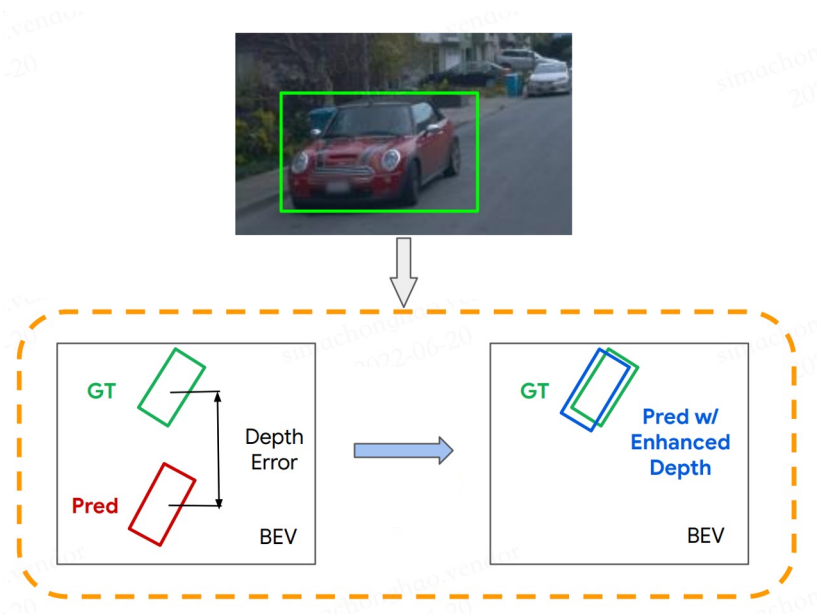 GT
Depth
Error
Pred
BEV
GT
Pred w/
Enhanced
Depth
BEV